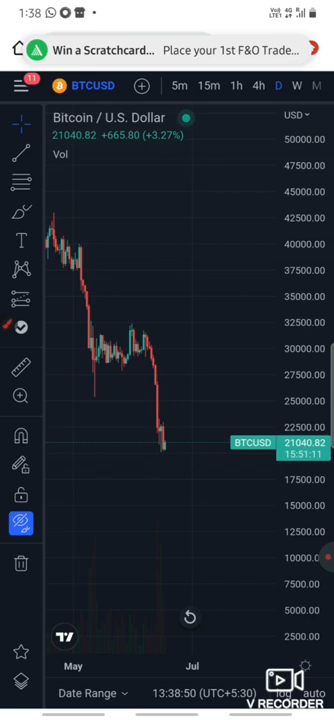 1:38
Vo)) 4G
LTE1
Win a Scratchcard... Place your 1st F&O Trade...
11
BTCUSD 5m 15m 1h 4h D W M
Bitcoin / U.S. Dollar
USD
21040.82 +665.80 (+3.27%)
Vol
50000.00
47500.00
45000.00
42500.00
40000.00
37500.00
35000.00
32500.00
30000.00
27500.00
25000.00
22500.00
BTCUSD 21040.82
15:51:11
17500.00
15000.00
12500.00
10000.0
7500.00
5000.00
2500.00
May Jul
Date Range 13:38:50 (UTC+5:30) log auto
V RECORDER